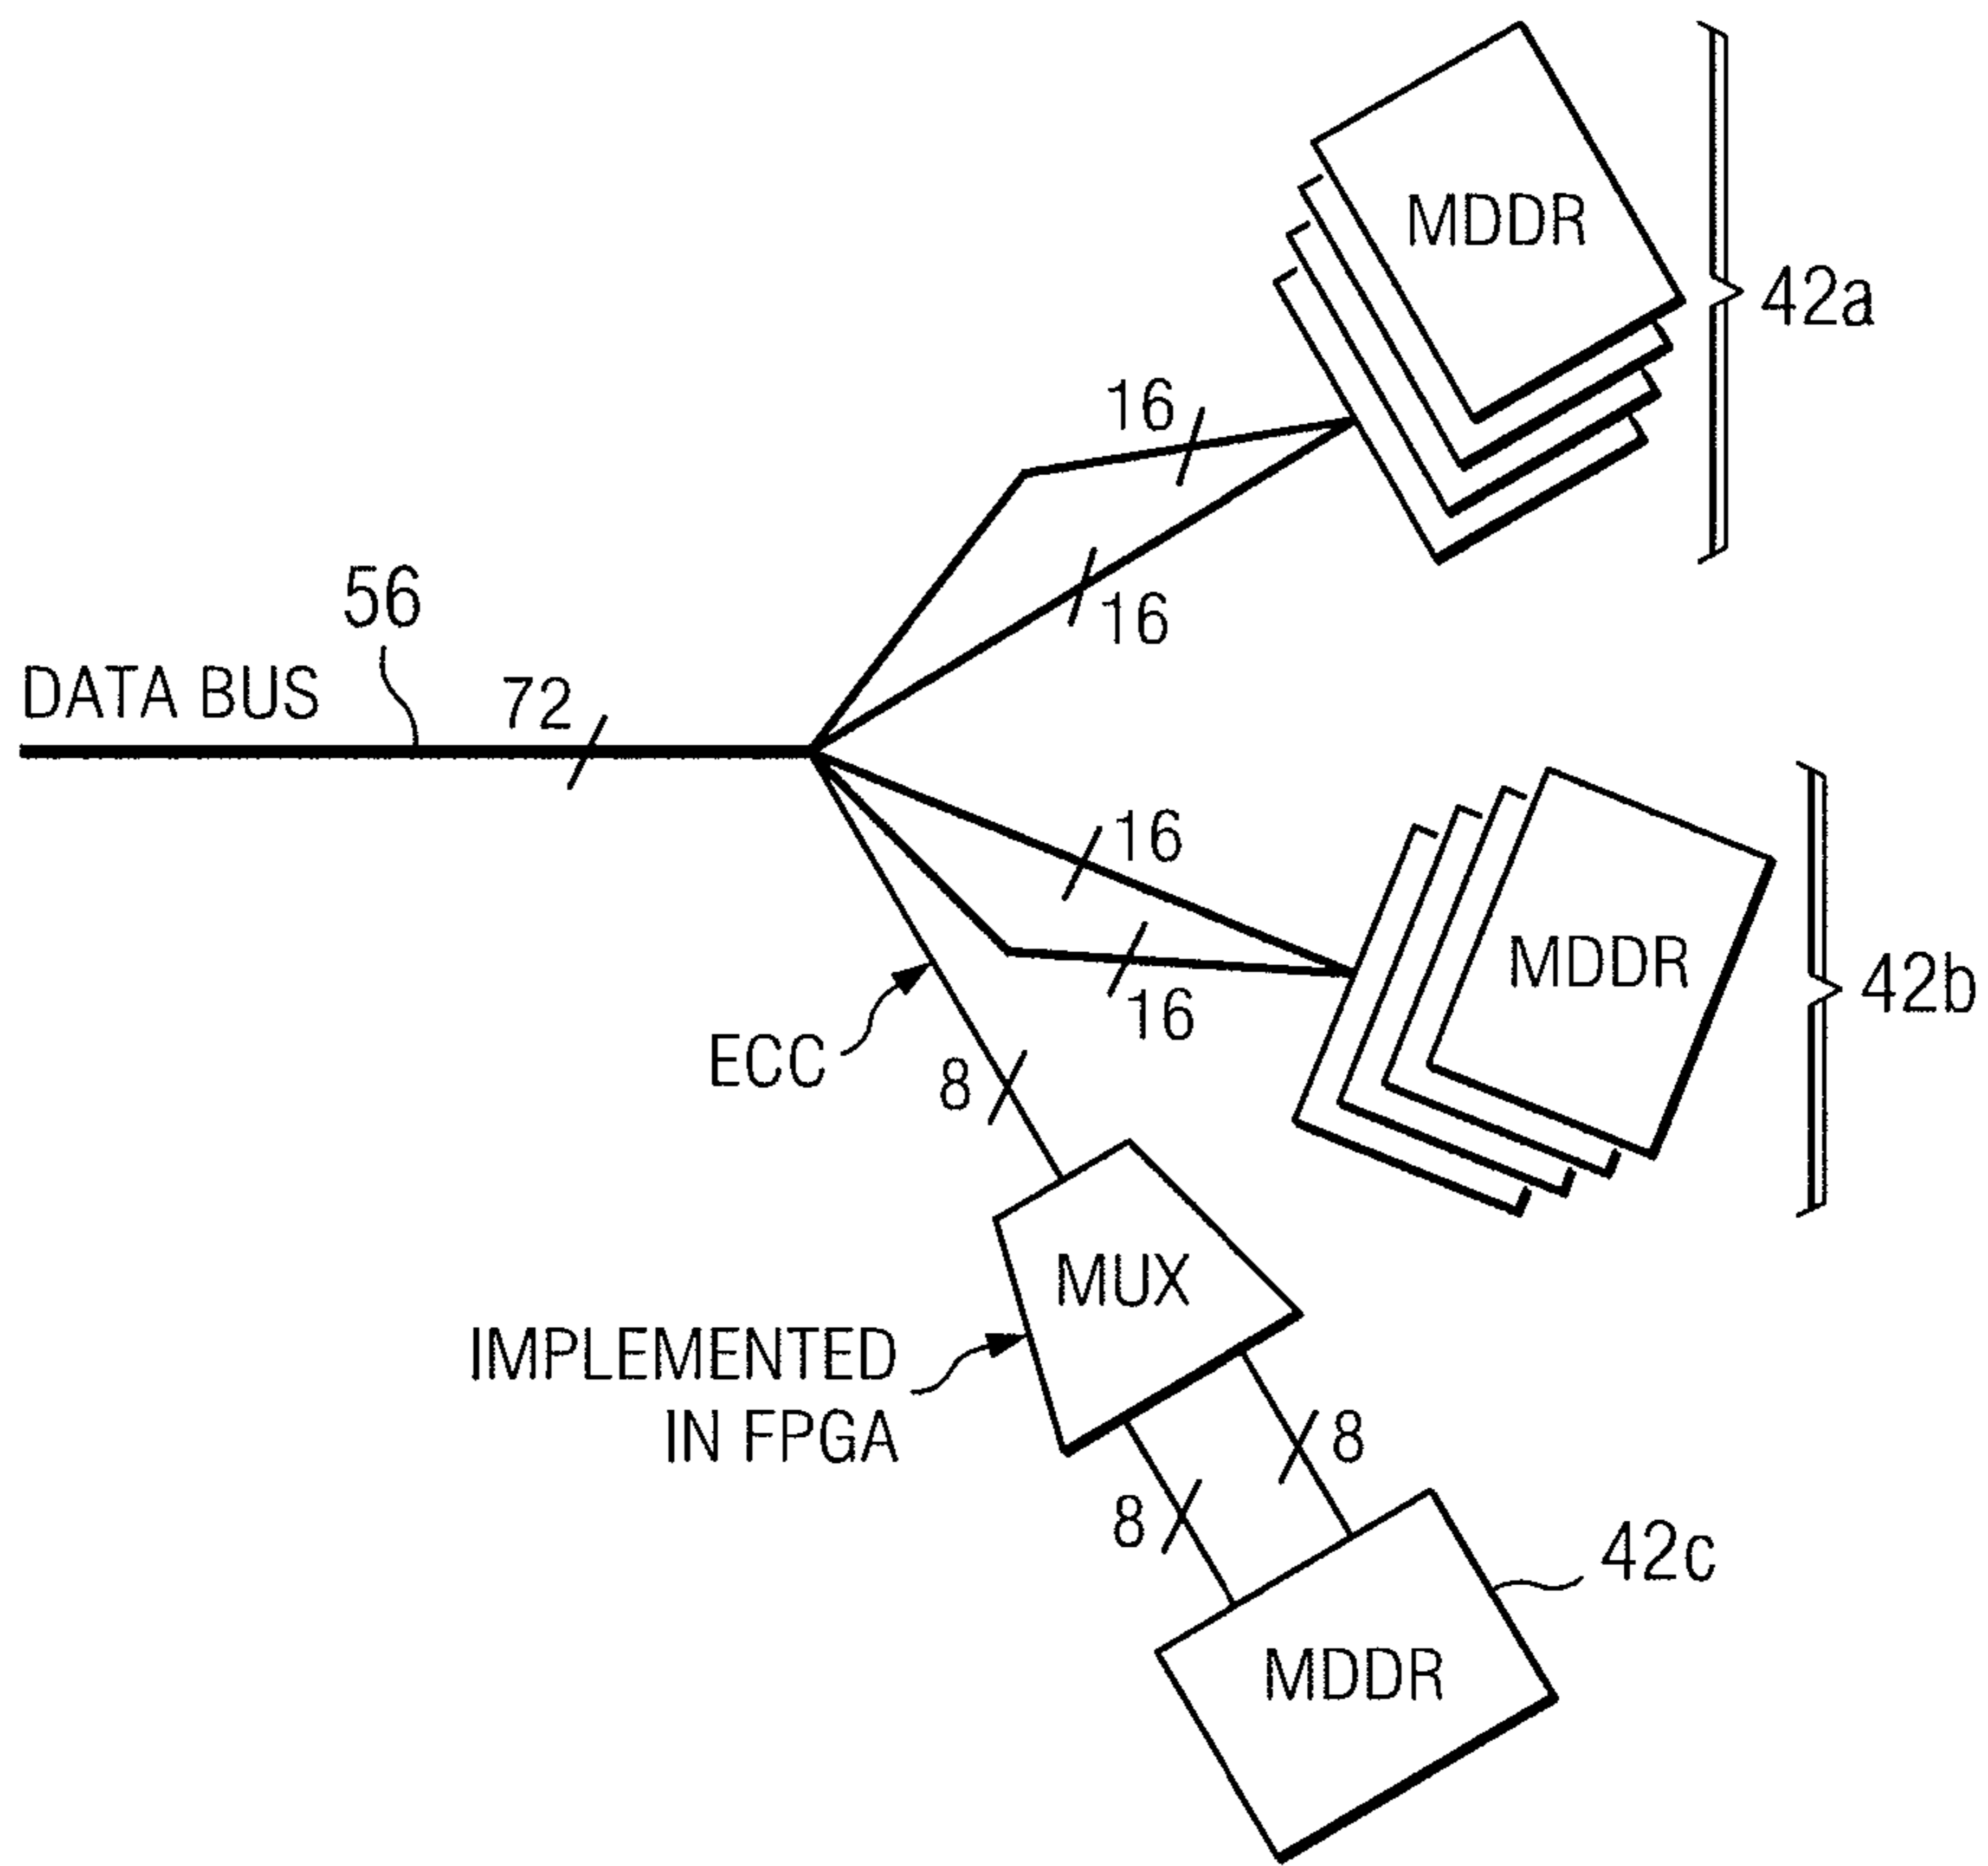 MDDR
42a
16
16
56
DATA BUS
72
16
MDDR
42b
16
ECC
8
MUX
IMPLEMENTED
IN FPGA
8
8
42c
MDDR